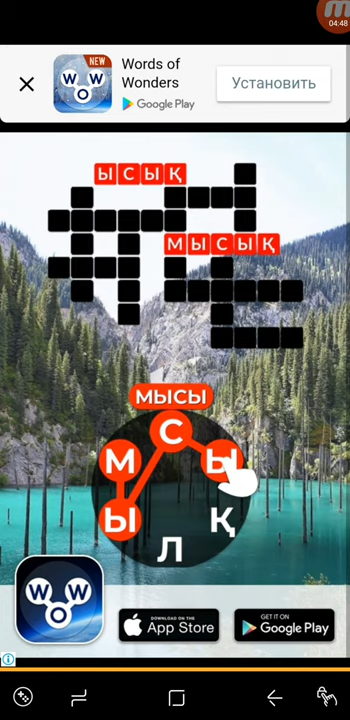 04:48
NEW
W W
O
Words of
Wonders
Google Play
Установить
ЫСЫҚ
МЫСЫҚ
МЫСЫ
С
М Ы
Ы Қ
Л
W W
O
DOWNLOAD ON THE
App Store
GET IT ON
Google Play